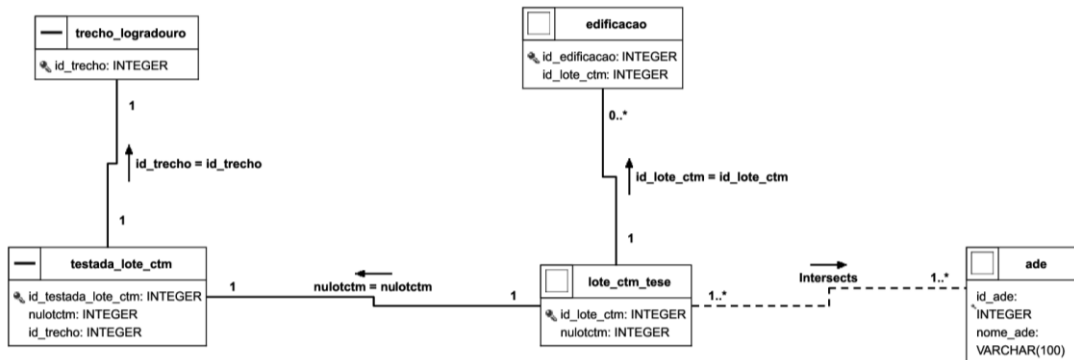 trecho_logradouro
id_trecho: INTEGER
edificacao
id_edificacao: INTEGER
id_lote_ctm: INTEGER
1
0..*
id_trecho = id_trecho
id_lote_ctm = id_lote_ctm
1
1
testada_lote_ctm
id_testada_lote_ctm: INTEGER
nulotctm: INTEGER
id_trecho: INTEGER
1
nulotctm = nulotctm
1
lote_ctm_tese
id_lote_ctm: INTEGER
nulotctm: INTEGER
1..*
Intersects
1..*
ade
id_ade:
INTEGER
nome_ade:
VARCHAR(100)